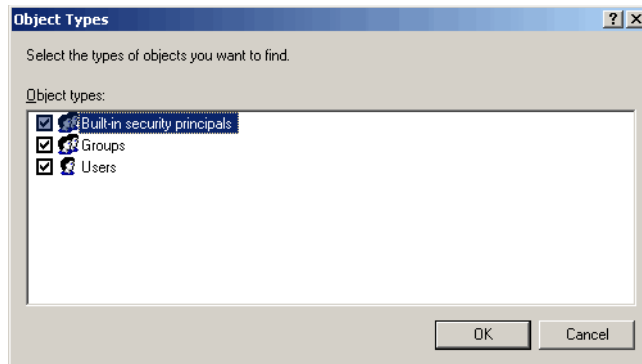 Object Types
Select the types of objects you want to find.
Object types:
Built-in security principals
Groups
Users
OK
Cancel